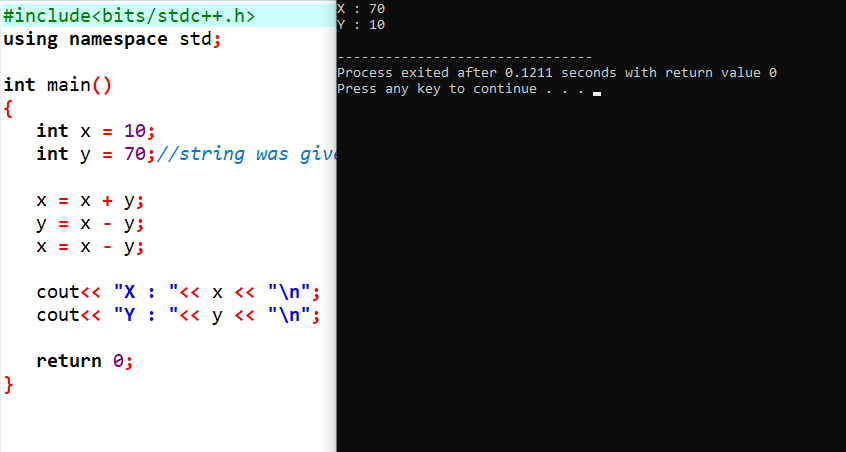 #include<bits/stdc++.h>
using namespace std;
int main()
{
int x = 10;
int y = 70;//string was
x = x + y;
y = x - y;
x = x - y;
cout<< "X : "<< x << "\n";
cout<< "Y : "<< y << "\n";
return 0;
}
X : 70
Y : 10
--------------------------------
Process exited after 0.1211 seconds with return value 0
Press any key to continue . . .